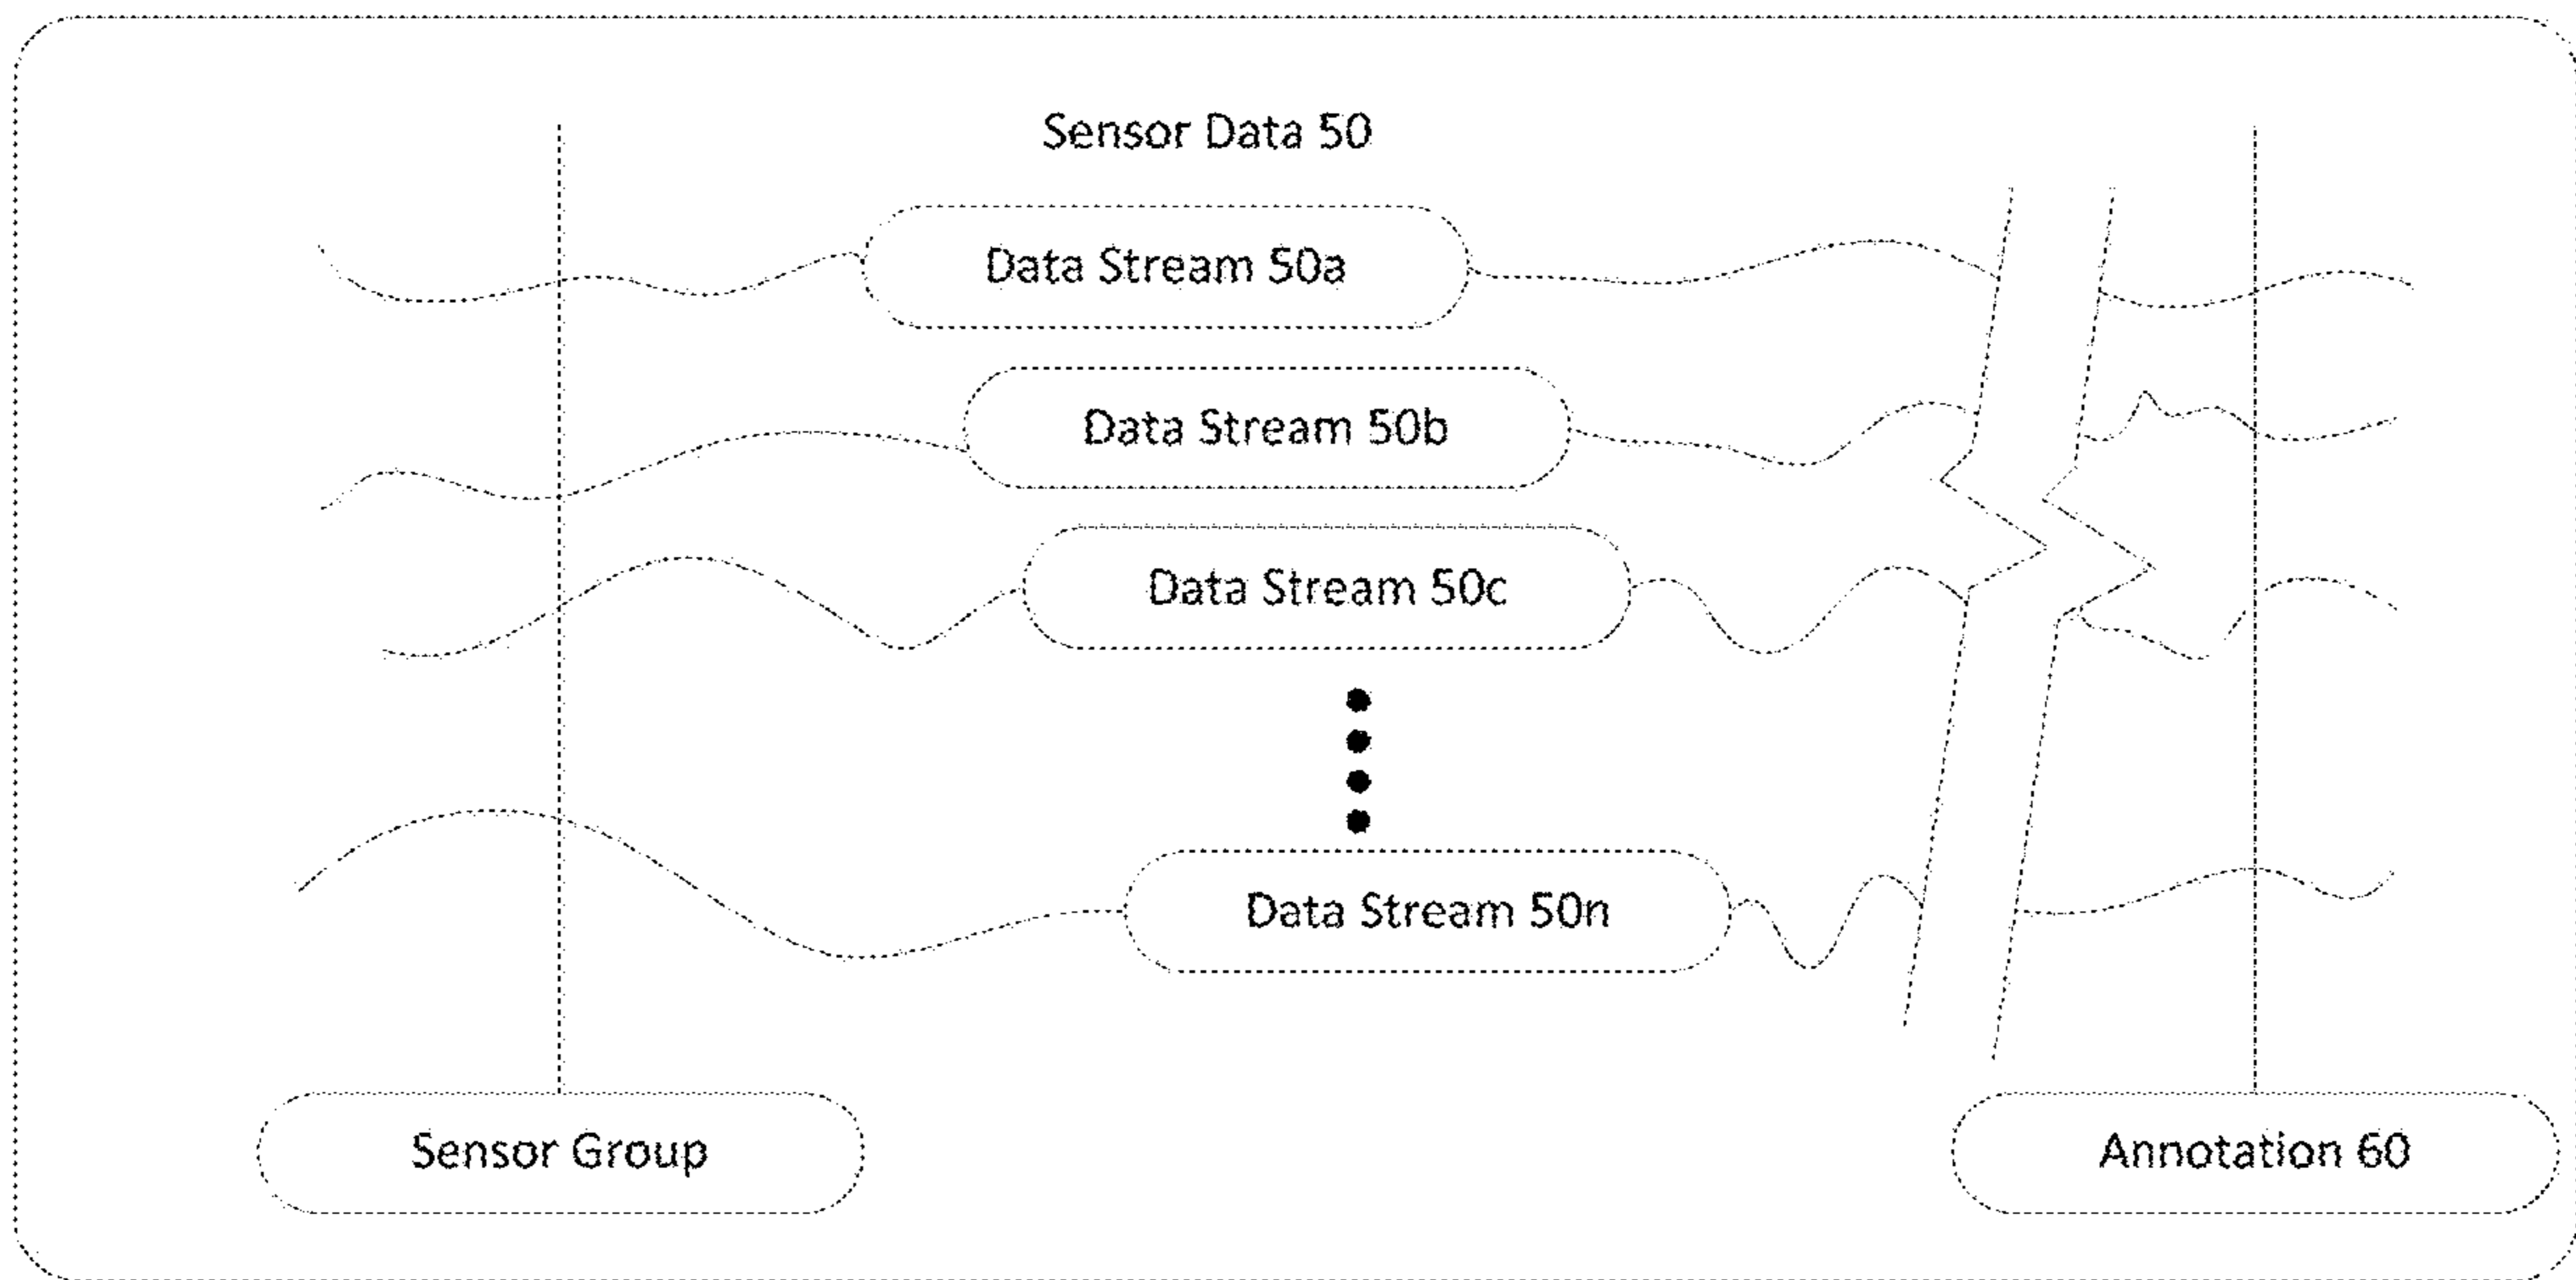 Sensor Data 50
Data Stream 50a
Data Stream 50b
Data Stream 50c
Data Stream 50n
Sensor Group
Annotation 60